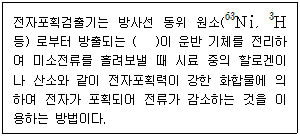 전자포획검출기는 방사선 동위 원소(⁶³Ni, ³H
등) 로부터 방출되는 (    )이 운반 기체를 전리하
여 미소전류를 흘려보낼 때 시료 중의 할로겐이
나 산소와 같이 전자포획력이 강한 화합물에 의
하여 전자가 포획되어 전류가 감소하는 것을 이
용하는 방법이다.